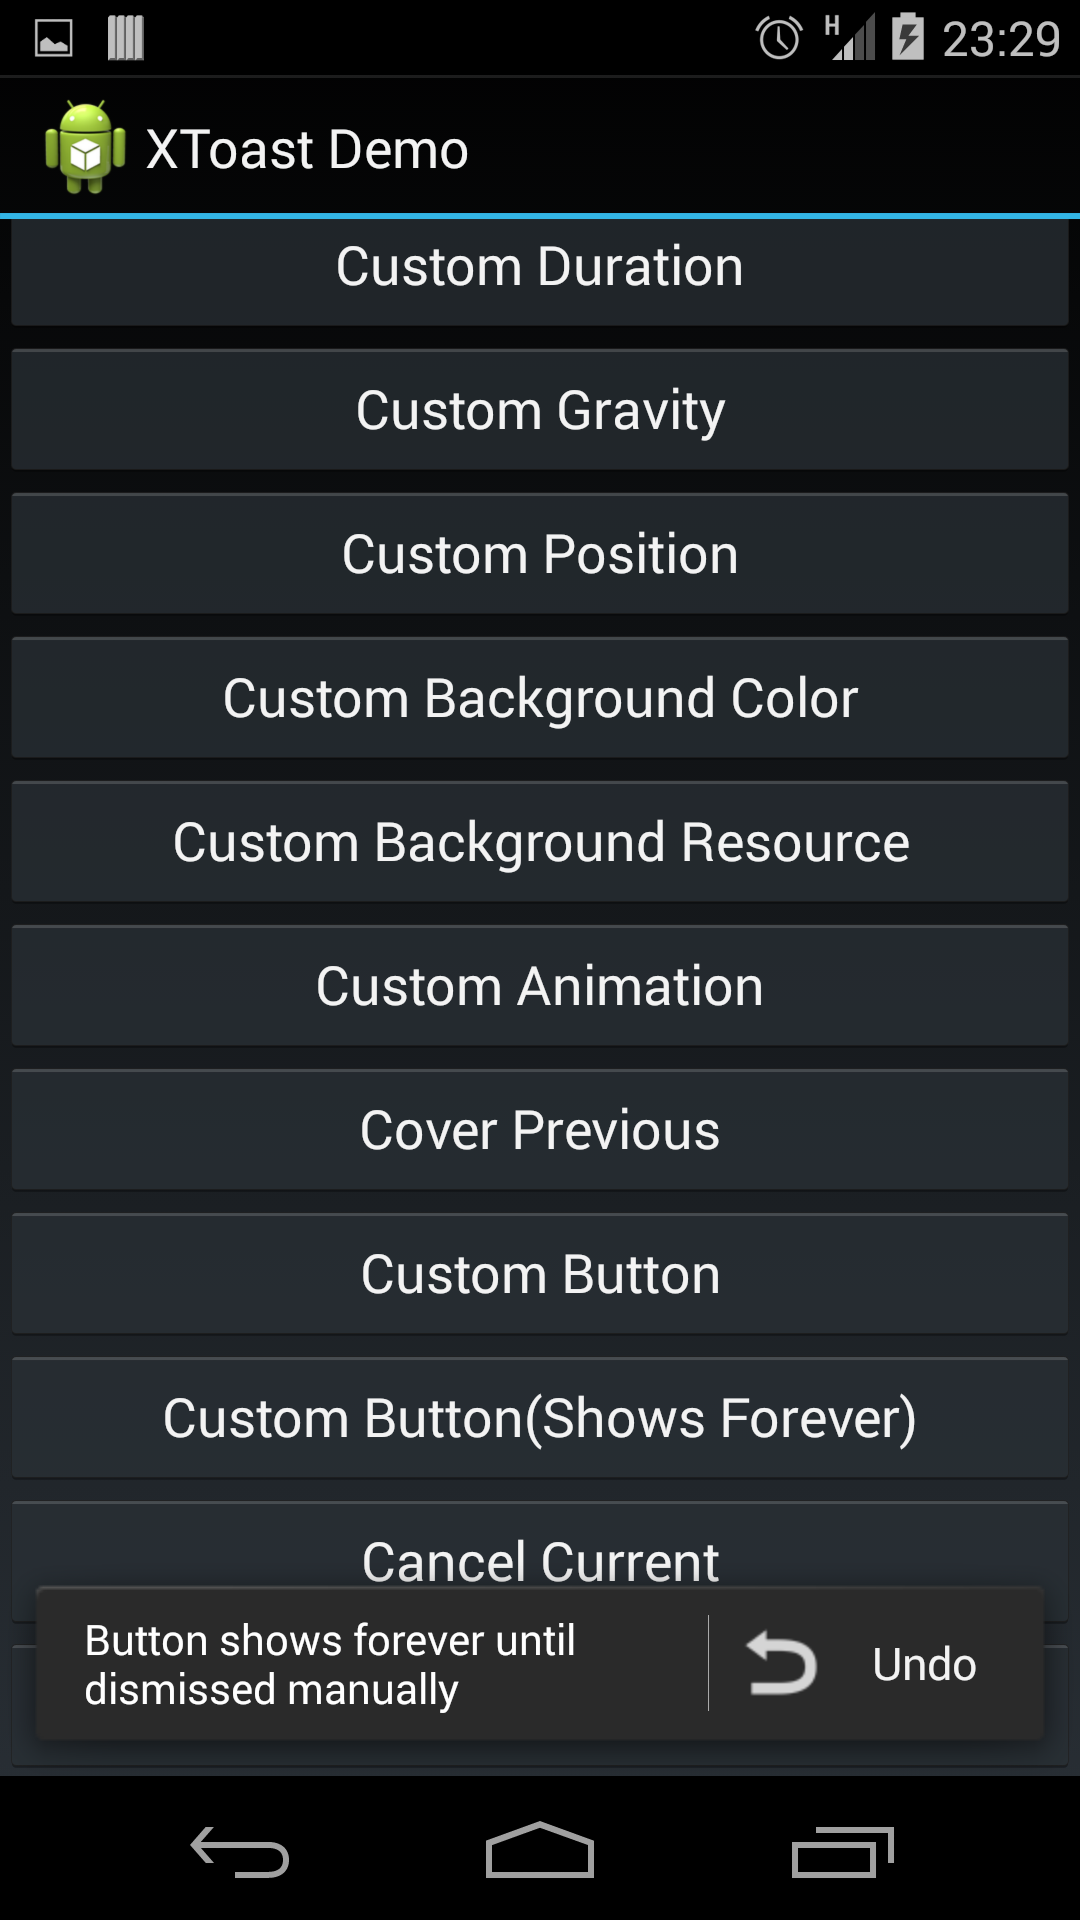 H
23:29
XToast Demo
Custom Duration
Custom Gravity
Custom Position
Custom Background Color
Custom Background Resource
Custom Animation
Cover Previous
Custom Button
Custom Button(Shows Forever)
Cancel Current
Button shows forever until
dismissed manually
Undo